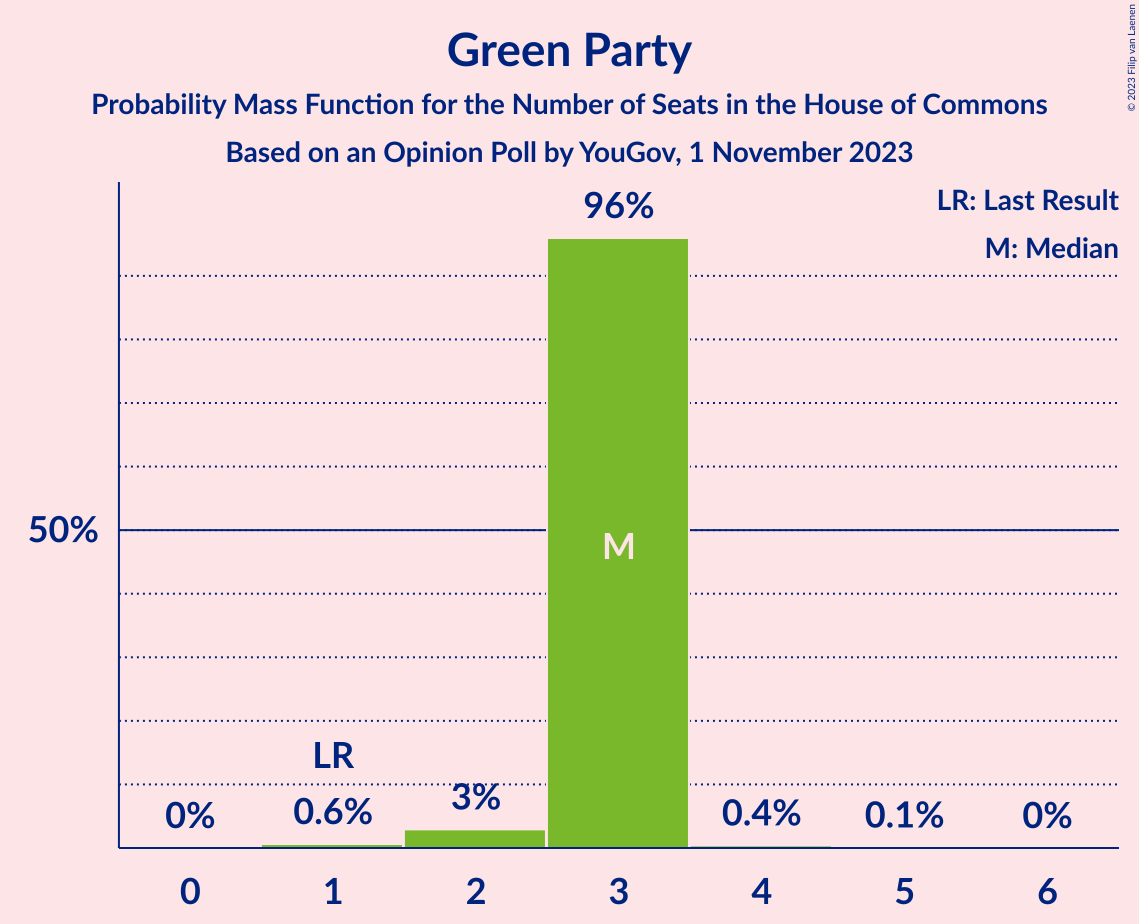 Green Party
Probability Mass Function for the Number of Seats in the House of Commons
Based on an Opinion Poll by YouGov, 1 November 2023
© 2023 Filip van Laenen
LR: Last Result
M: Median
96%
50%
M
LR
0%
0.6%
3%
0.4%
0.1%
0%
0 1 2 3 4 5 6